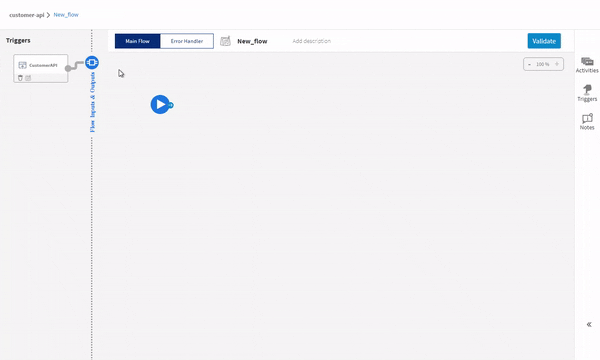 customer-api > New_flow
Triggers
Main Flow
Error Handler
New_flow
Add description
Validate
CustomerAPI
Flow Inputs & Outputs
- 100 % +
Activities
Triggers
Notes